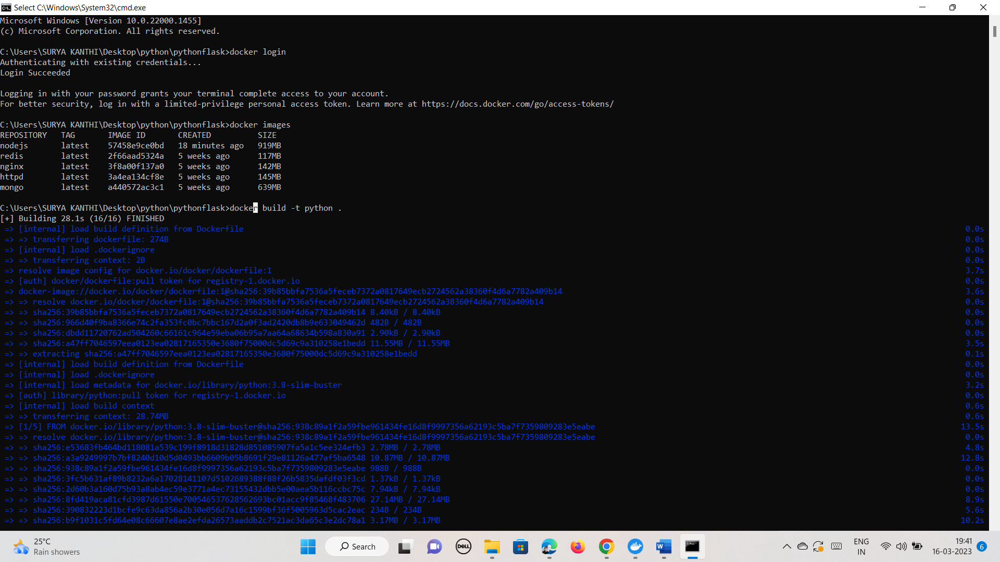 Select C:\Windows\System32\cmd.exe
Microsoft Windows [Version 10.0.22000.1455]
(c) Microsoft Corporation. All rights reserved.
C:\Users\SURYA KANTHI\Desktop\python\pythonflask>docker login
Authenticating with existing credentials...
Login Succeeded
Logging in with your password grants your terminal complete access to your account.
For better security, log in with a limited-privilege personal access token. Learn more at https://docs.docker.com/go/access-tokens/
C:\Users\SURYA KANTHI\Desktop\python\pythonflask>docker images
REPOSITORY   TAG       IMAGE ID       CREATED          SIZE
nodejs       latest    57458e9ce0bd   18 minutes ago   919MB
redis        latest    2f66aad5324a   5 weeks ago      117MB
nginx        latest    3f8a00f137a0   5 weeks ago      142MB
httpd        latest    3a4ea134cf8e   5 weeks ago      145MB
mongo        latest    a440572ac3c1   5 weeks ago      639MB
C:\Users\SURYA KANTHI\Desktop\python\pythonflask>docker build -t python .
[+] Building 28.1s (16/16) FINISHED
=> [internal] load build definition from Dockerfile 0.0s
=> => transferring dockerfile: 274B 0.0s
=> [internal] load .dockerignore 0.0s
=> => transferring context: 2B 0.0s
=> resolve image config for docker.io/docker/dockerfile:1 3.7s
=> [auth] docker/dockerfile:pull token for registry-1.docker.io 0.0s
=> docker-image://docker.io/docker/dockerfile:1@sha256:39b85bbfa7536a5feceb7372a0817649ecb2724562a38360f4d6a7782a409b14 3.6s
=> => resolve docker.io/docker/dockerfile:1@sha256:39b85bbfa7536a5feceb7372a0817649ecb2724562a38360f4d6a7782a409b14 0.0s
=> => sha256:39b85bbfa7536a5feceb7372a0817649ecb2724562a38360f4d6a7782a409b14 8.40kB / 8.40kB 0.0s
=> => sha256:966d40f9ba8366e74c2fa353fc0bc7bbc167d2a0f3ad2420db8b9e633049462d 482B / 482B 0.0s
=> => sha256:dbdd11720762ad504260c66161c964e59eba06b95a7aa64a68634b598a830a91 2.90kB / 2.90kB 0.0s
=> => sha256:a47ff7046597eea0123ea02817165350e3680f75000dc5d69c9a310258e1bedd 11.55MB / 11.55MB 3.5s
=> => extracting sha256:a47ff7046597eea0123ea02817165350e3680f75000dc5d69c9a310258e1bedd 0.1s
=> [internal] load build definition from Dockerfile 0.0s
=> [internal] load .dockerignore 0.0s
=> [internal] load metadata for docker.io/library/python:3.8-slim-buster 3.2s
=> [auth] library/python:pull token for registry-1.docker.io 0.0s
=> [internal] load build context 0.6s
=> => transferring context: 28.74MB 0.6s
=> [1/5] FROM docker.io/library/python:3.8-slim-buster@sha256:938c89a1f2a59fbe961434fe16d8f9997356a62193c5ba7f7359809283e5eabe 13.5s
=> => resolve docker.io/library/python:3.8-slim-buster@sha256:938c89a1f2a59fbe961434fe16d8f9997356a62193c5ba7f7359809283e5eabe 0.0s
=> => sha256:e53683fb464bd118081a539c199f8918d31828d851085907fa5a1c5ee324efb3 2.78MB / 2.78MB 4.8s
=> => sha256:a3a9249997b7bf8240d10d5d0493bb6609b05b8691f29e81126a477af5ba6548 10.87MB / 10.87MB 12.8s
=> => sha256:938c89a1f2a59fbe961434fe16d8f9997356a62193c5ba7f7359809283e5eabe 988B / 988B 0.0s
=> => sha256:3fc5b631af89b8232a6a17028141107d5102689388f88f26b5835dafdf03f3cd 1.37kB / 1.37kB 0.0s
=> => sha256:2d60b3a160d75b93a8ab4ec59e3771a4ec73155432dbb5e00aea5b116ccbc75c 7.94kB / 7.94kB 0.0s
=> => sha256:8fd419aca81cfd3987d61550e700546537628562693bc01acc9f85468f483706 27.14MB / 27.14MB 8.9s
=> => sha256:390832223d1bcfe9c63da856a2b30e056d7a16c1599bf36f5005963d5cac2eac 234B / 234B 5.6s
=> => sha256:b9f1031c5fd64e08c66607e8ae2efda26573aaddb2c7521ac3da65c3e2dc78a1 3.17MB / 3.17MB 10.2s
25°C
Rain showers
Search
DELL
ENG
IN
19:41
16-03-2023
6